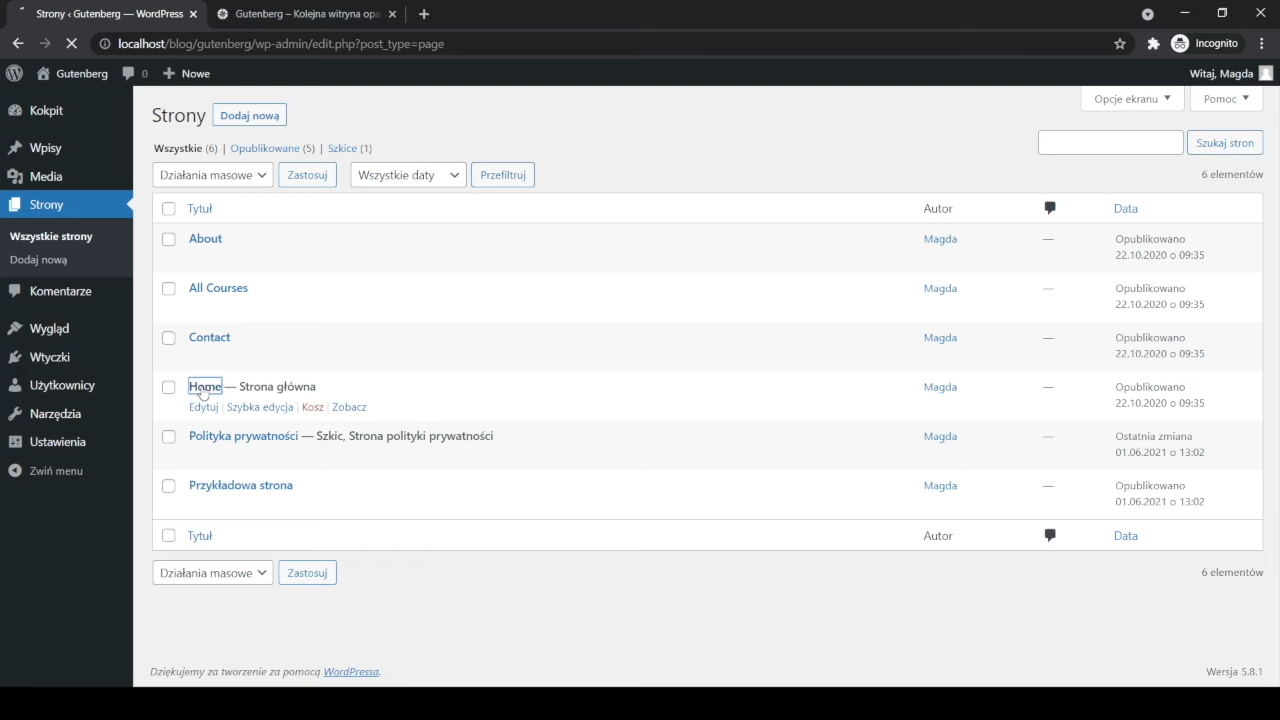 Strony ‹ Gutenberg — WordPress
Gutenberg – Kolejna witryna opa
localhost/blog/gutenberg/wp-admin/edit.php?post_type=page
Incognito
Gutenberg
0
Nowe
Witaj, Magda
Kokpit
Wpisy
Media
Strony
Wszystkie strony
Dodaj nową
Komentarze
Wygląd
Wtyczki
Użytkownicy
Narzędzia
Ustawienia
Zwiń menu
Strony
Dodaj nową
Opcje ekranu
Pomoc
Wszystkie (6) | Opublikowane (5) | Szkice (1)
Szukaj stron
Działania masowe
Zastosuj
Wszystkie daty
Przefiltruj
6 elementów
Tytuł Autor Data
About Magda — Opublikowano
22.10.2020 o 09:35
All Courses Magda — Opublikowano
22.10.2020 o 09:35
Contact Magda — Opublikowano
22.10.2020 o 09:35
Home — Strona główna Magda — Opublikowano
Edytuj | Szybka edycja | Kosz | Zobacz 22.10.2020 o 09:35
Polityka prywatności — Szkic, Strona polityki prywatności Magda — Ostatnia zmiana
01.06.2021 o 13:02
Przykładowa strona Magda — Opublikowano
01.06.2021 o 13:02
Tytuł Autor Data
Działania masowe
Zastosuj
6 elementów
Dziękujemy za tworzenie za pomocą WordPressa.
Wersja 5.8.1